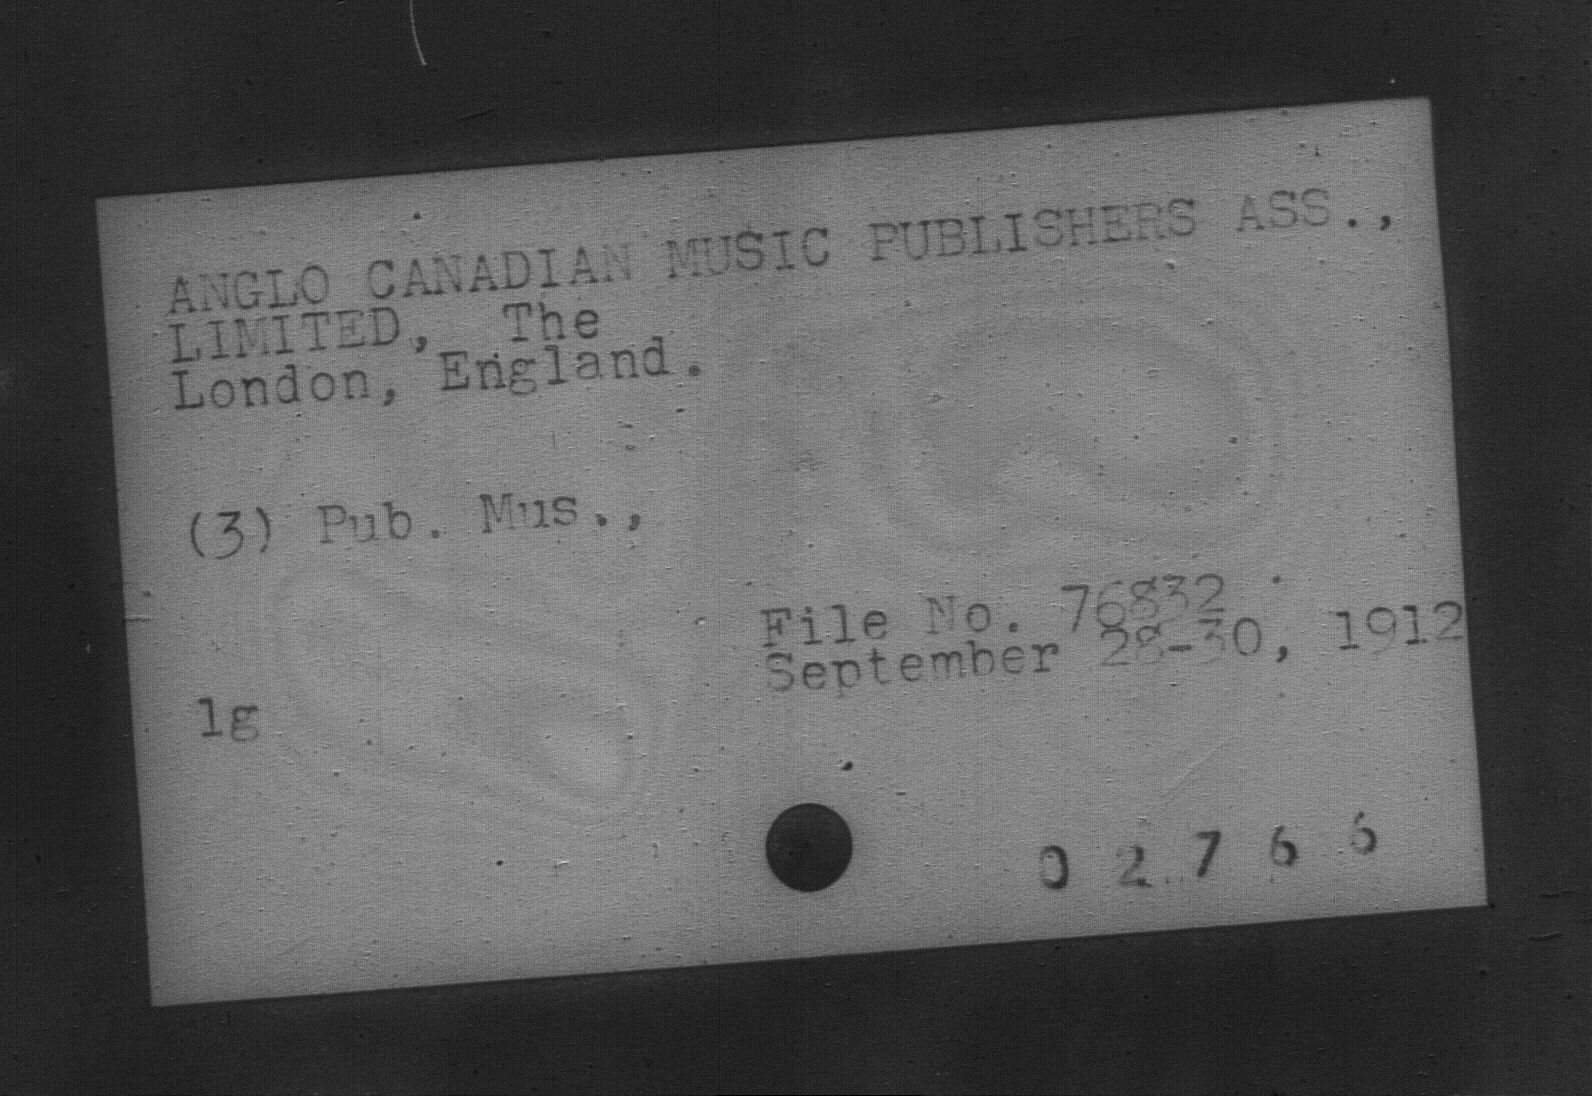 ANGLO CANADIAN MUSIC PUBLISHERS ASS.,
LIMITED, The
London, England.
(3) Pub. Mus.,
File No. 76832
September 28-30, 1912
lg
0 2 7 6 6